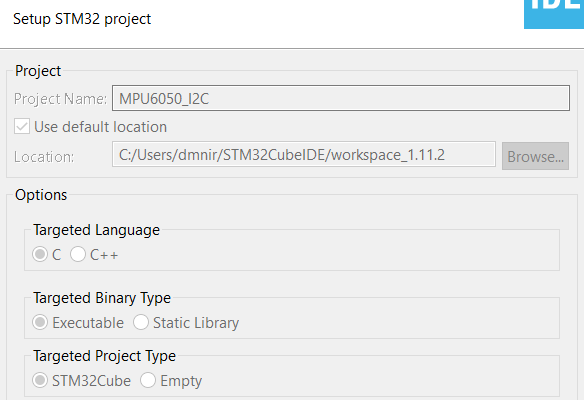 IDE
Setup STM32 project
Project
Project Name: MPU6050_I2C
Use default location
Location: C:/Users/dmnir/STM32CubeIDE/workspace_1.11.2 Browse...
Options
Targeted Language
C C++
Targeted Binary Type
Executable Static Library
Targeted Project Type
STM32Cube Empty